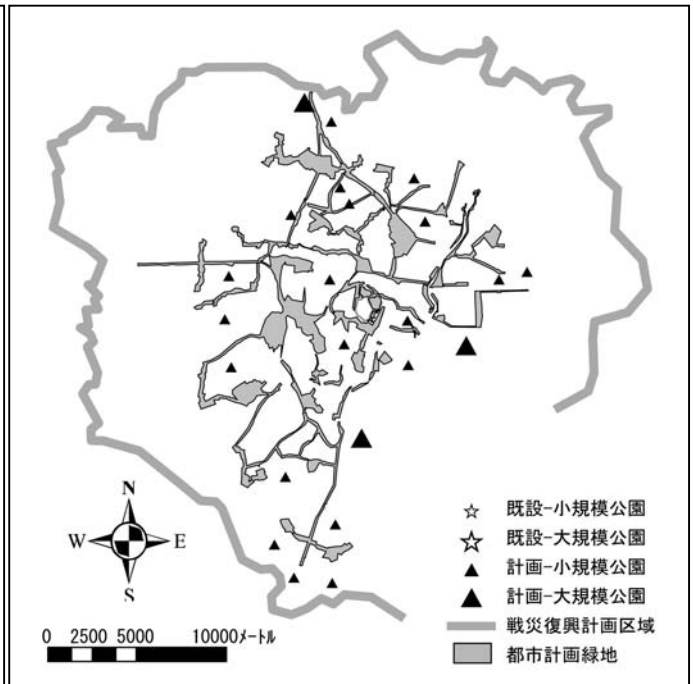 N
W E
S
0 2500 5000 10000メートル
☆ 既設-小規模公園
☆ 既設-大規模公園
▲ 計画-小規模公園
▲ 計画-大規模公園
戦災復興計画区域
都市計画緑地